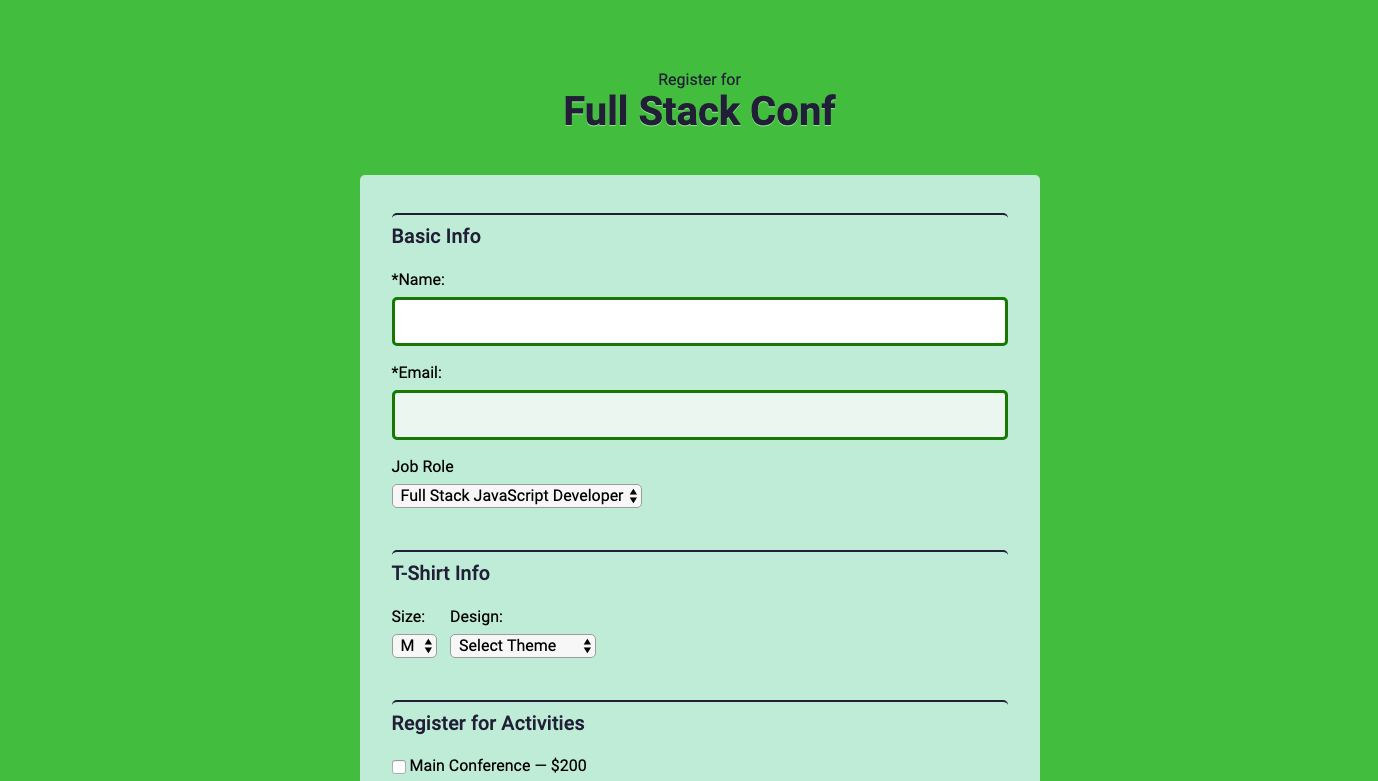 Register for
Full Stack Conf
Basic Info
*Name:
*Email:
Job Role
Full Stack JavaScript Developer
T-Shirt Info
Size: Design:
M Select Theme
Register for Activities
Main Conference — $200